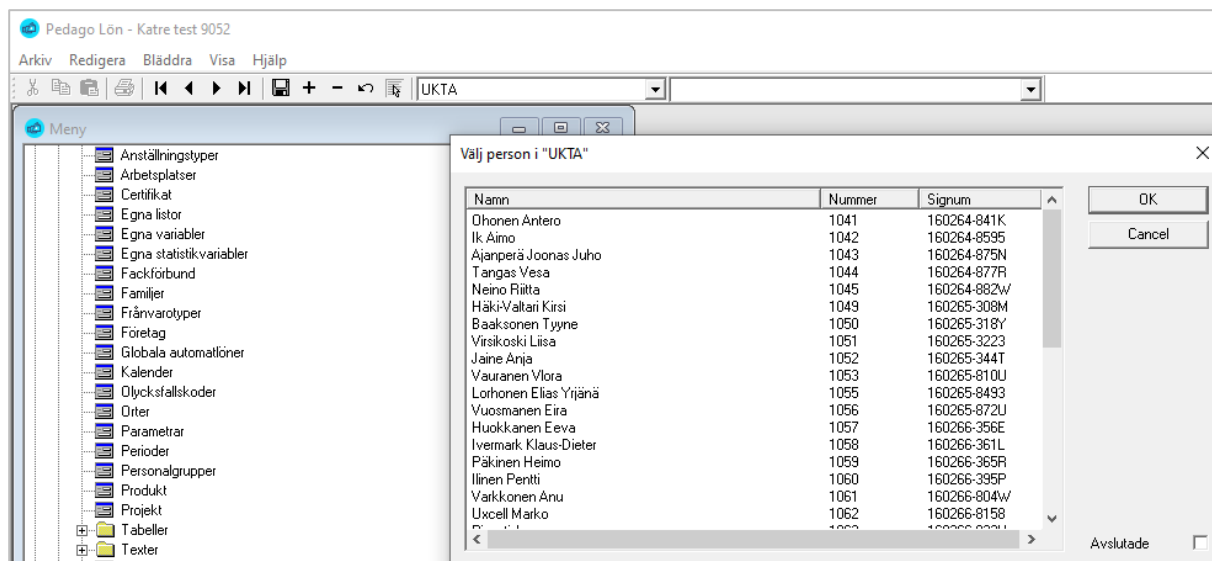 Pedago Lön - Katre test 9052
Arkiv Redigera Bläddra Visa Hjälp
UKTA
Meny
Anställningstyper
Arbetsplatser
Certifikat
Egna listor
Egna variabler
Egna statistikvariabler
Fackförbund
Familjer
Frånvarotyper
Företag
Globala automatlöner
Kalender
Olycksfallskoder
Orter
Parametrar
Perioder
Personalgrupper
Produkt
Projekt
Tabeller
Texter
Välj person i "UKTA"
Namn Nummer Signum
Ohonen Antero 1041 160264-841K
Ik Aimo 1042 160264-8595
Ajanperä Joonas Juho 1043 160264-875N
Tangas Vesa 1044 160264-877R
Neino Riitta 1045 160264-882W
Häki-Valtari Kirsi 1049 160265-308M
Baaksonen Tyyne 1050 160265-318Y
Virsikoski Liisa 1051 160265-3223
Jaine Anja 1052 160265-344T
Vauranen Vlora 1053 160265-810U
Lorhonen Elias Yrjänä 1055 160265-8493
Vuosmanen Eira 1056 160265-872U
Huokkanen Eeva 1057 160266-356E
Ivermark Klaus-Dieter 1058 160266-361L
Päkinen Heimo 1059 160266-365R
Ilinen Pentti 1060 160266-395P
Varkkonen Anu 1061 160266-804W
Uxcell Marko 1062 160266-8158
OK
Cancel
Avslutade